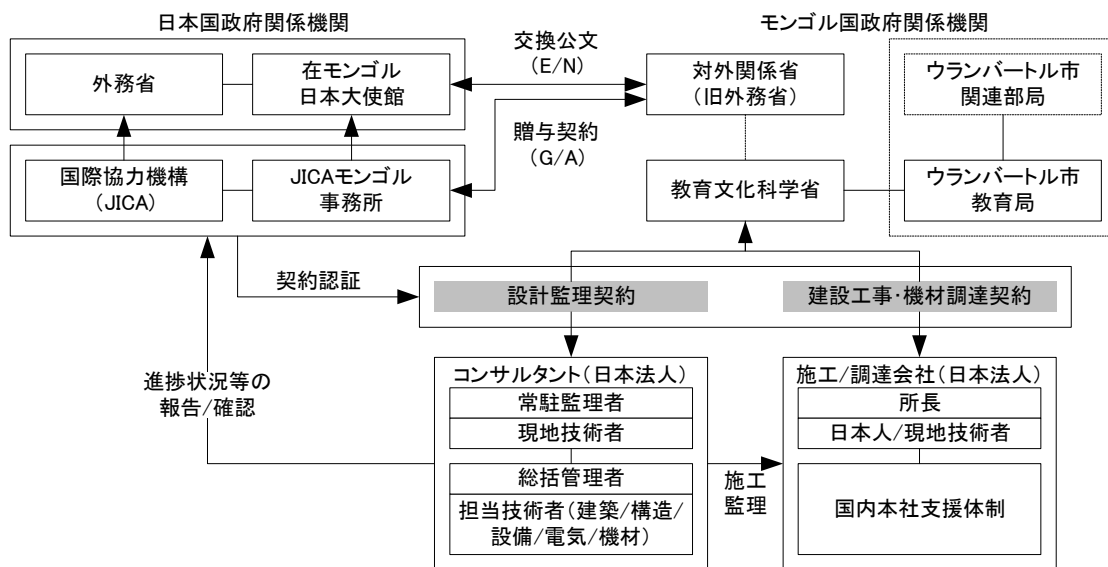 日本国政府関係機関
モンゴル国政府関係機関
外務省
在モンゴル
日本大使館
交換公文
(E/N)
対外関係省
(旧外務省)
ウランバートル市
関連部局
国際協力機構
(JICA)
JICAモンゴル
事務所
贈与契約
(G/A)
教育文化科学省
ウランバートル市
教育局
契約認証
設計監理契約
建設工事・機材調達契約
進捗状況等の
報告/確認
コンサルタント(日本法人)
常駐監理者
現地技術者
総括管理者
担当技術者(建築/構造/
設備/電気/機材)
施工
監理
施工/調達会社(日本法人)
所長
日本人/現地技術者
国内本社支援体制